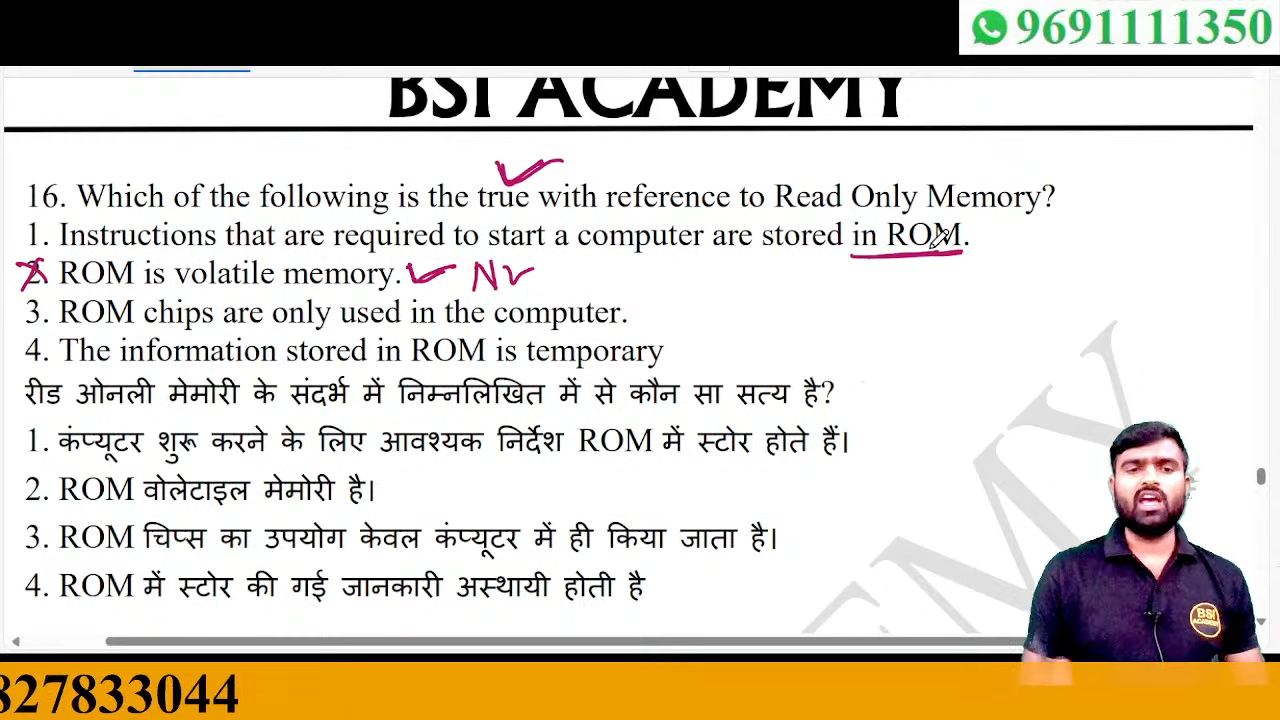 9691111350
BSI ACADEMY
16. Which of the following is the true with reference to Read Only Memory?
1. Instructions that are required to start a computer are stored in ROM.
2. ROM is volatile memory. NV
3. ROM chips are only used in the computer.
4. The information stored in ROM is temporary
रीड ओनली मेमोरी के संदर्भ में निम्नलिखित में से कौन सा सत्य है?
1. कंप्यूटर शुरू करने के लिए आवश्यक निर्देश ROM में स्टोर होते हैं।
2. ROM वोलेटाइल मेमोरी है।
3. ROM चिप्स का उपयोग केवल कंप्यूटर में ही किया जाता है।
4. ROM में स्टोर की गई जानकारी अस्थायी होती है
BSI
ACADEMY
827833044